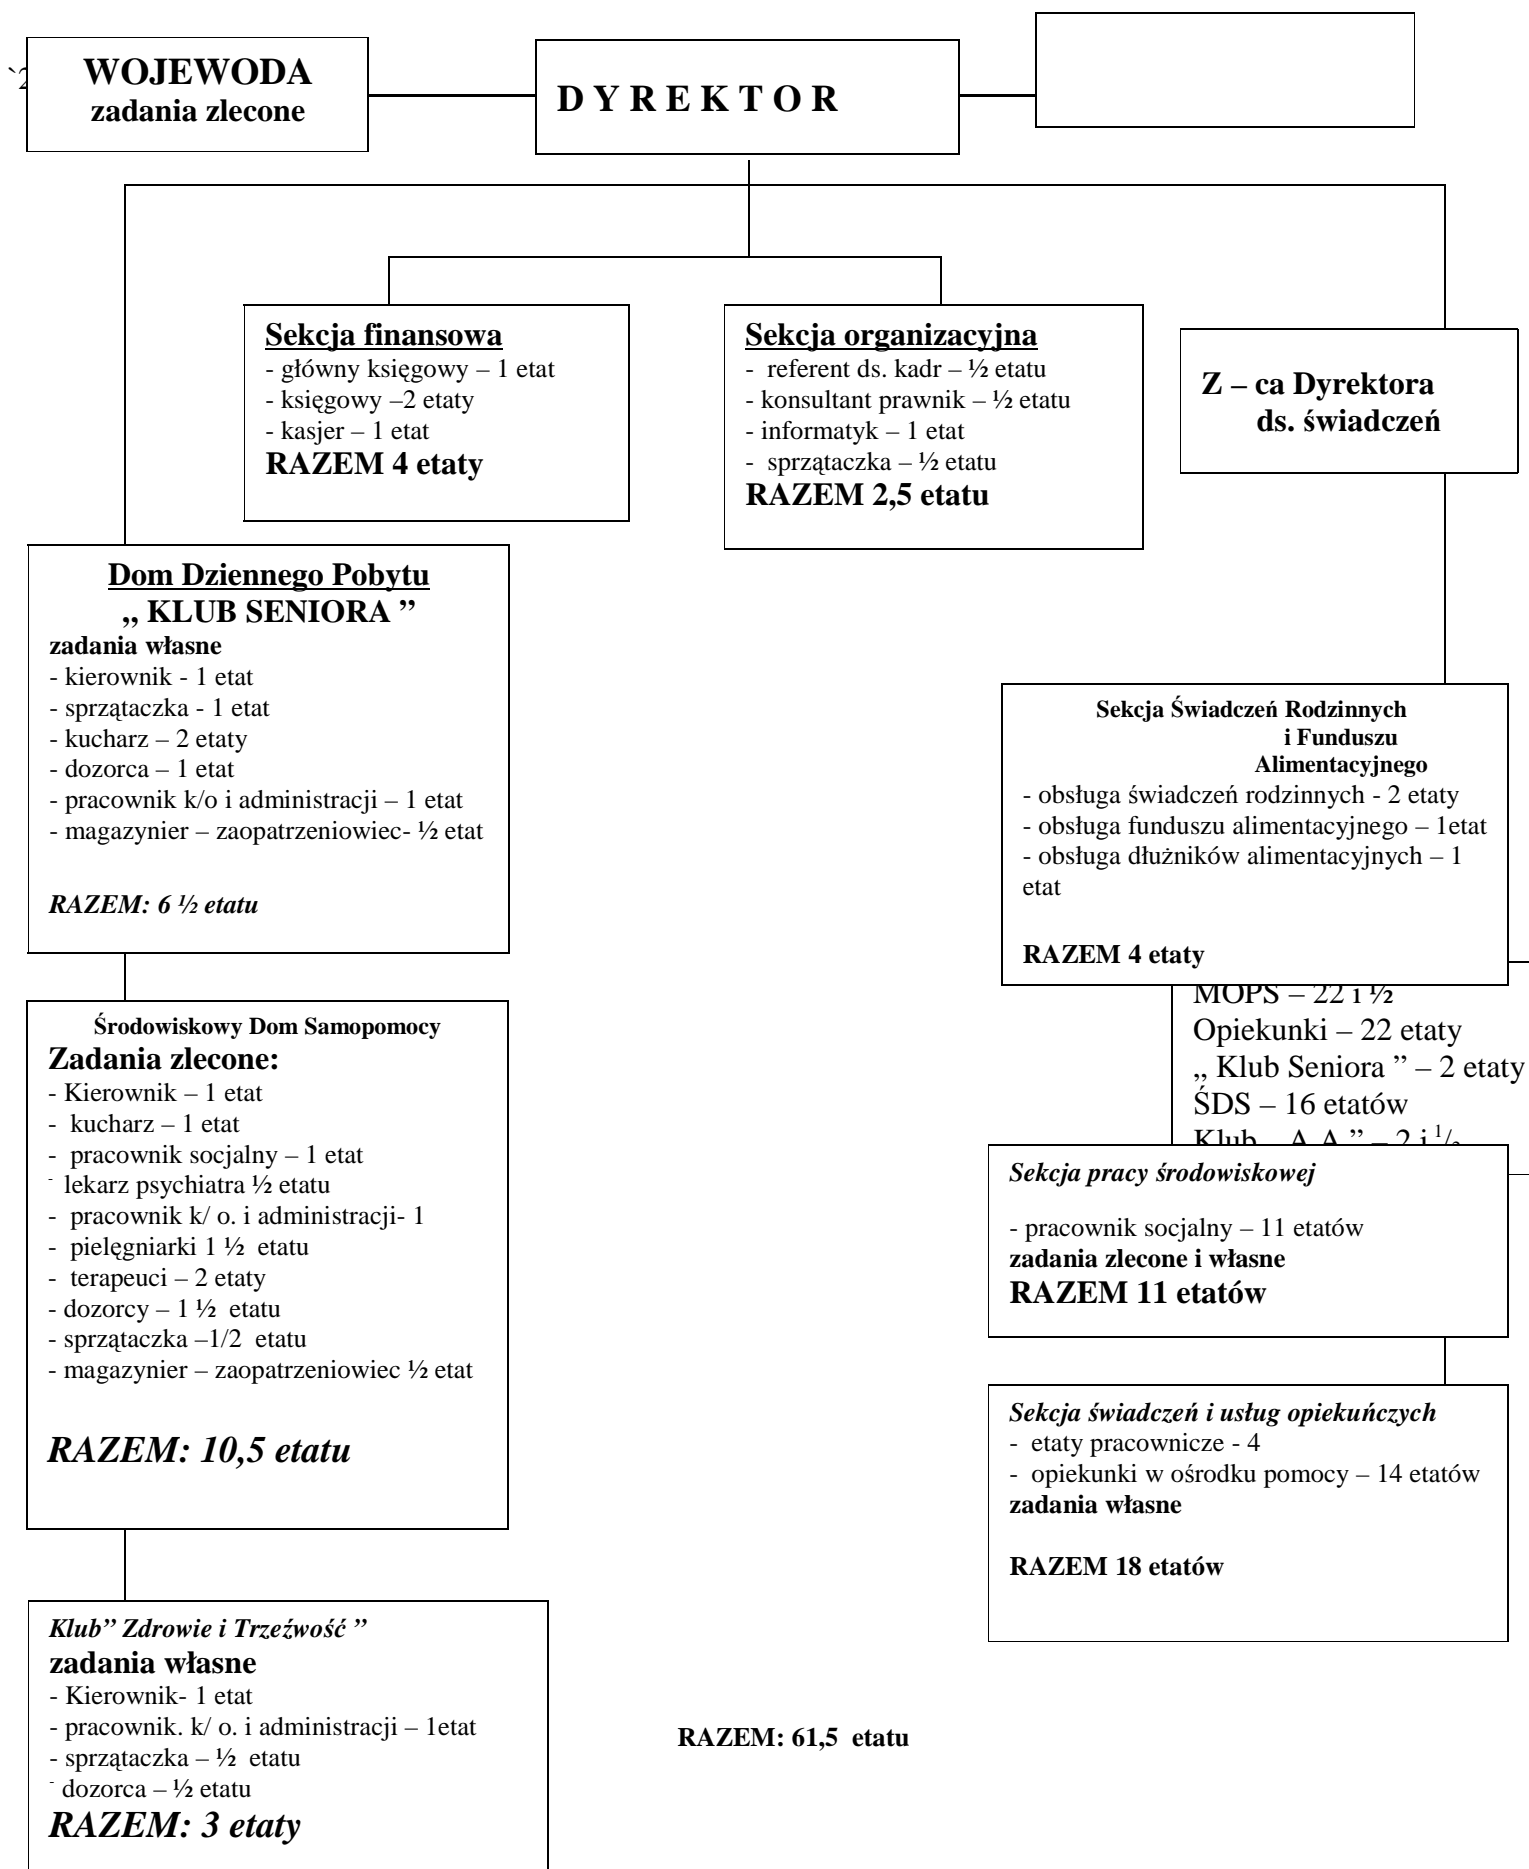 WOJEWODA
zadania zlecone
D Y R E K T O R
Sekcja finansowa
- główny księgowy – 1 etat
- księgowy –2 etaty
- kasjer – 1 etat
RAZEM 4 etaty
Sekcja organizacyjna
- referent ds. kadr – ½ etatu
- konsultant prawnik – ½ etatu
- informatyk – 1 etat
- sprzątaczka – ½ etatu
RAZEM 2,5 etatu
Z – ca Dyrektora
ds. świadczeń
Dom Dziennego Pobytu
„ KLUB SENIORA ”
zadania własne
- kierownik - 1 etat
- sprzątaczka - 1 etat
- kucharz – 2 etaty
- dozorca – 1 etat
- pracownik k/o i administracji – 1 etat
- magazynier – zaopatrzeniowiec- ½ etat
RAZEM: 6 ½ etatu
Sekcja Świadczeń Rodzinnych
i Funduszu
Alimentacyjnego
- obsługa świadczeń rodzinnych - 2 etaty
- obsługa funduszu alimentacyjnego – 1etat
- obsługa dłużników alimentacyjnych – 1
etat
RAZEM 4 etaty
MOPS – 22 i ½
Opiekunki – 22 etaty
„ Klub Seniora ” – 2 etaty
ŚDS – 16 etatów
Klub „ A A ” – 2 i 1/2
Środowiskowy Dom Samopomocy
Zadania zlecone:
- Kierownik – 1 etat
- kucharz – 1 etat
- pracownik socjalny – 1 etat
- lekarz psychiatra ½ etatu
- pracownik k/ o. i administracji- 1
- pielęgniarki 1 ½ etatu
- terapeuci – 2 etaty
- dozorcy – 1 ½ etatu
- sprzątaczka –1/2 etatu
- magazynier – zaopatrzeniowiec ½ etat
RAZEM: 10,5 etatu
Sekcja pracy środowiskowej
- pracownik socjalny – 11 etatów
zadania zlecone i własne
RAZEM 11 etatów
Sekcja świadczeń i usług opiekuńczych
- etaty pracownicze - 4
- opiekunki w ośrodku pomocy – 14 etatów
zadania własne
RAZEM 18 etatów
Klub” Zdrowie i Trzeźwość ”
zadania własne
- Kierownik- 1 etat
- pracownik. k/ o. i administracji – 1etat
- sprzątaczka – ½ etatu
- dozorca – ½ etatu
RAZEM: 3 etaty
RAZEM: 61,5 etatu